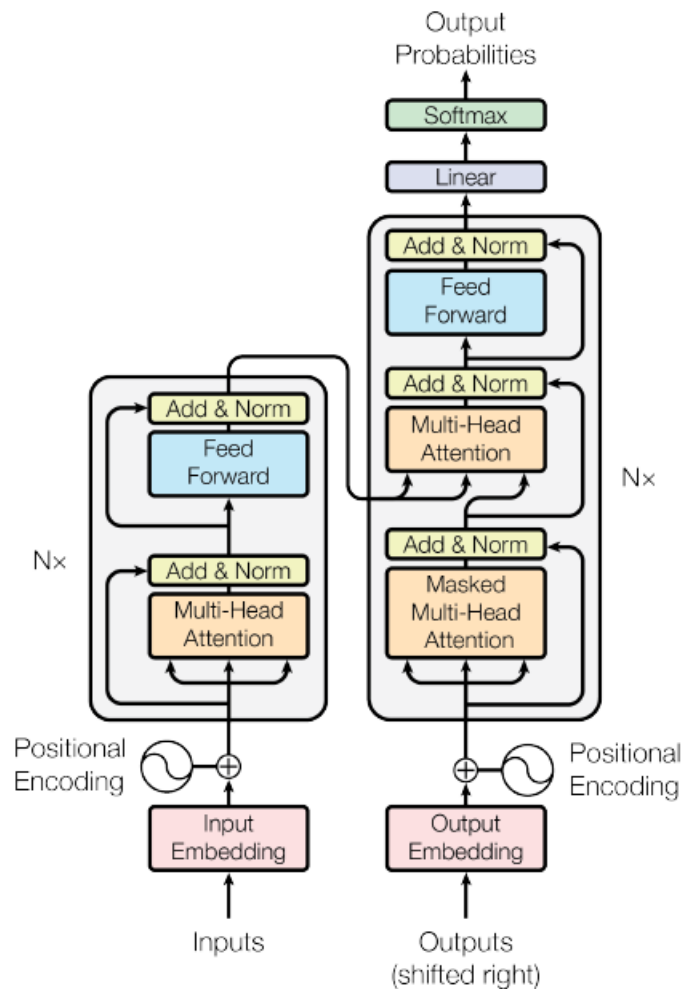 Output
Probabilities
Softmax
Linear
Add & Norm
Feed
Forward
Add & Norm
Multi-Head
Attention
Nx
Add & Norm
Masked
Multi-Head
Attention
Add & Norm
Feed
Forward
Nx
Add & Norm
Multi-Head
Attention
Positional
Encoding
Positional
Encoding
Input
Embedding
Output
Embedding
Inputs
Outputs
(shifted right)